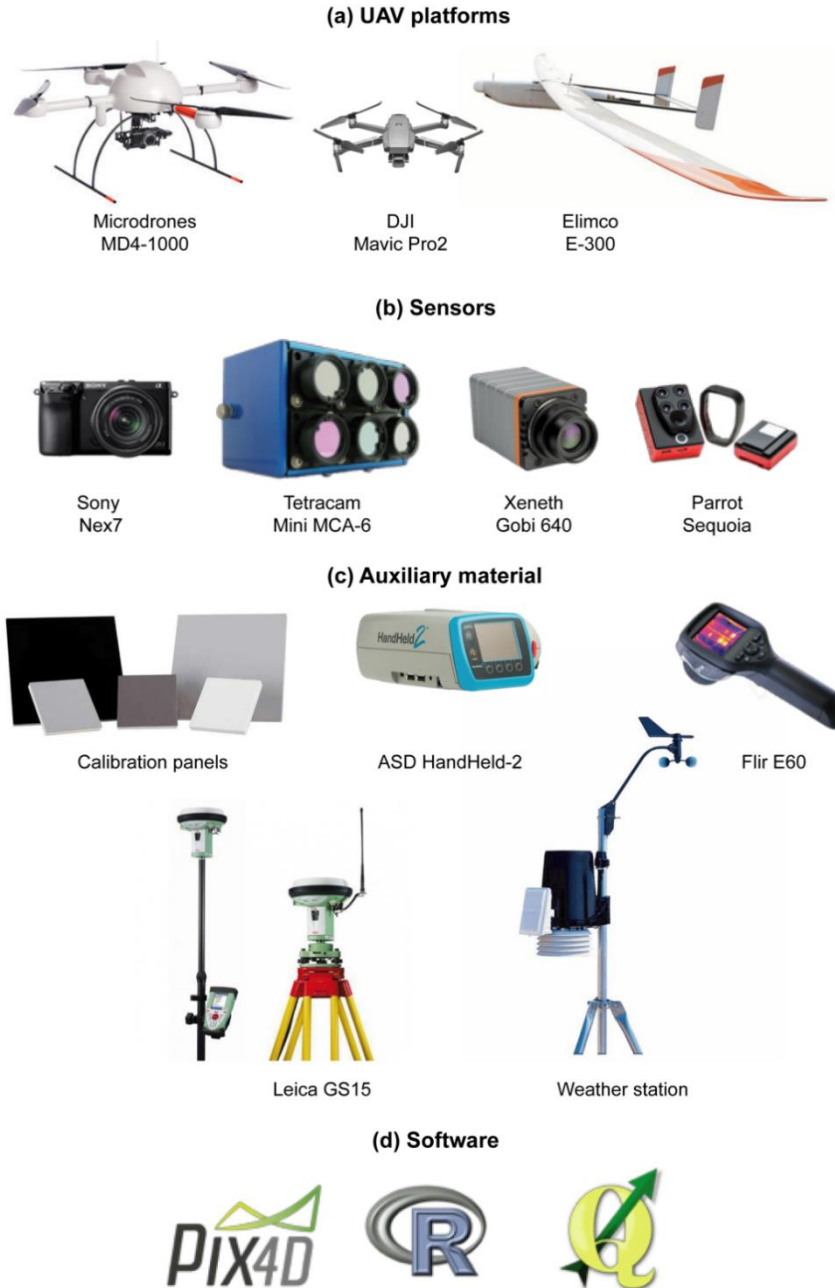 (a) UAV platforms
Microdrones
MD4-1000
DJI
Mavic Pro2
Elimco
E-300
(b) Sensors
SONY
α
Sony
Nex7
Tetracam
Mini MCA-6
Xeneth
Gobi 640
Parrot
Sequoia
(c) Auxiliary material
HandHeld2
Calibration panels
ASD HandHeld-2
Flir E60
Leica GS15
Weather station
(d) Software
PIX4D
R
Q